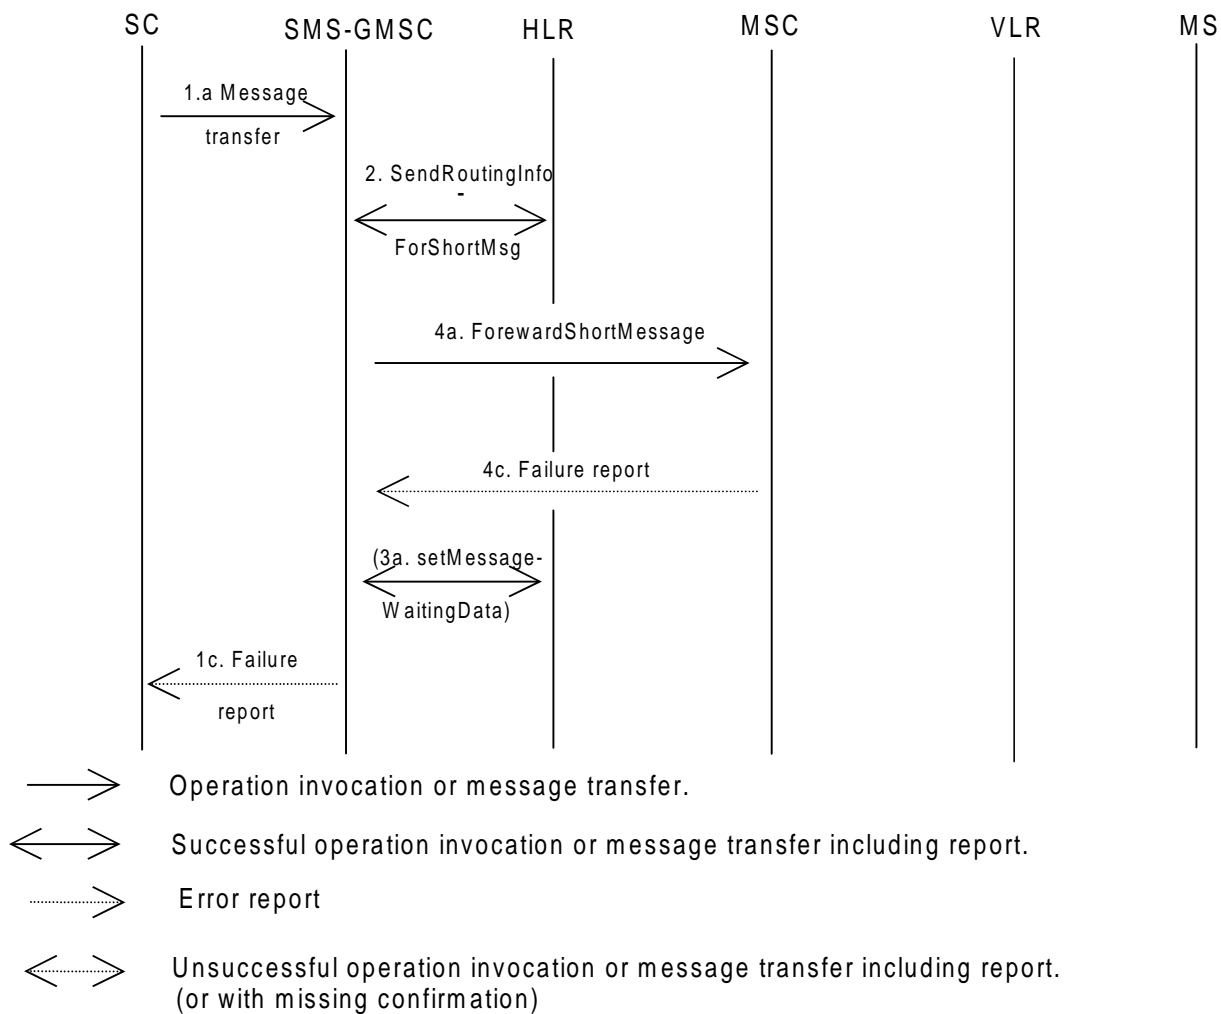 SC SMS-GMSC HLR MSC VLR MS
1.a Message
transfer
2. SendRoutingInfo
-
ForShortMsg
4a. ForewardShortMessage
4c. Failure report
(3a. setMessage-
WaitingData)
1c. Failure
report
Operation invocation or message transfer.
Successful operation invocation or message transfer including report.
Error report
Unsuccessful operation invocation or message transfer including report.
(or with missing confirmation)